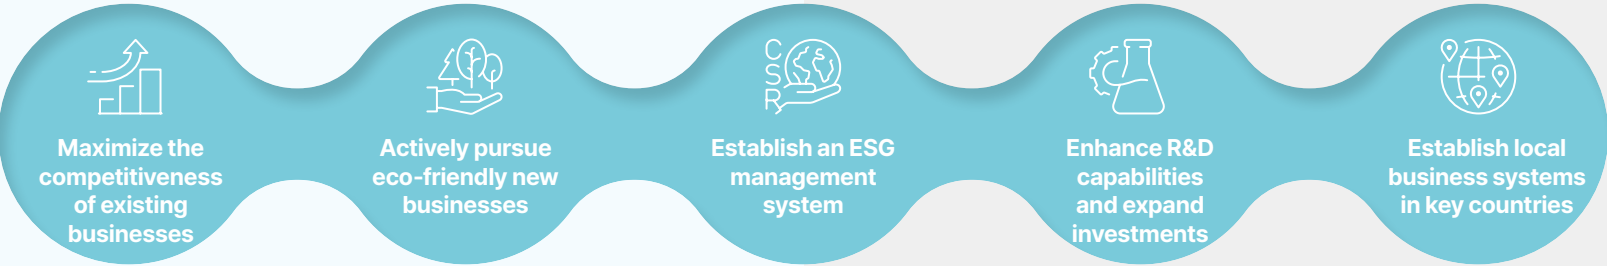 Maximize the
competitiveness
of existing
businesses
Actively pursue
eco-friendly new
businesses
C
S
R
Establish an ESG
management
system
Enhance R&D
capabilities
and expand
investments
Establish local
business systems
in key countries